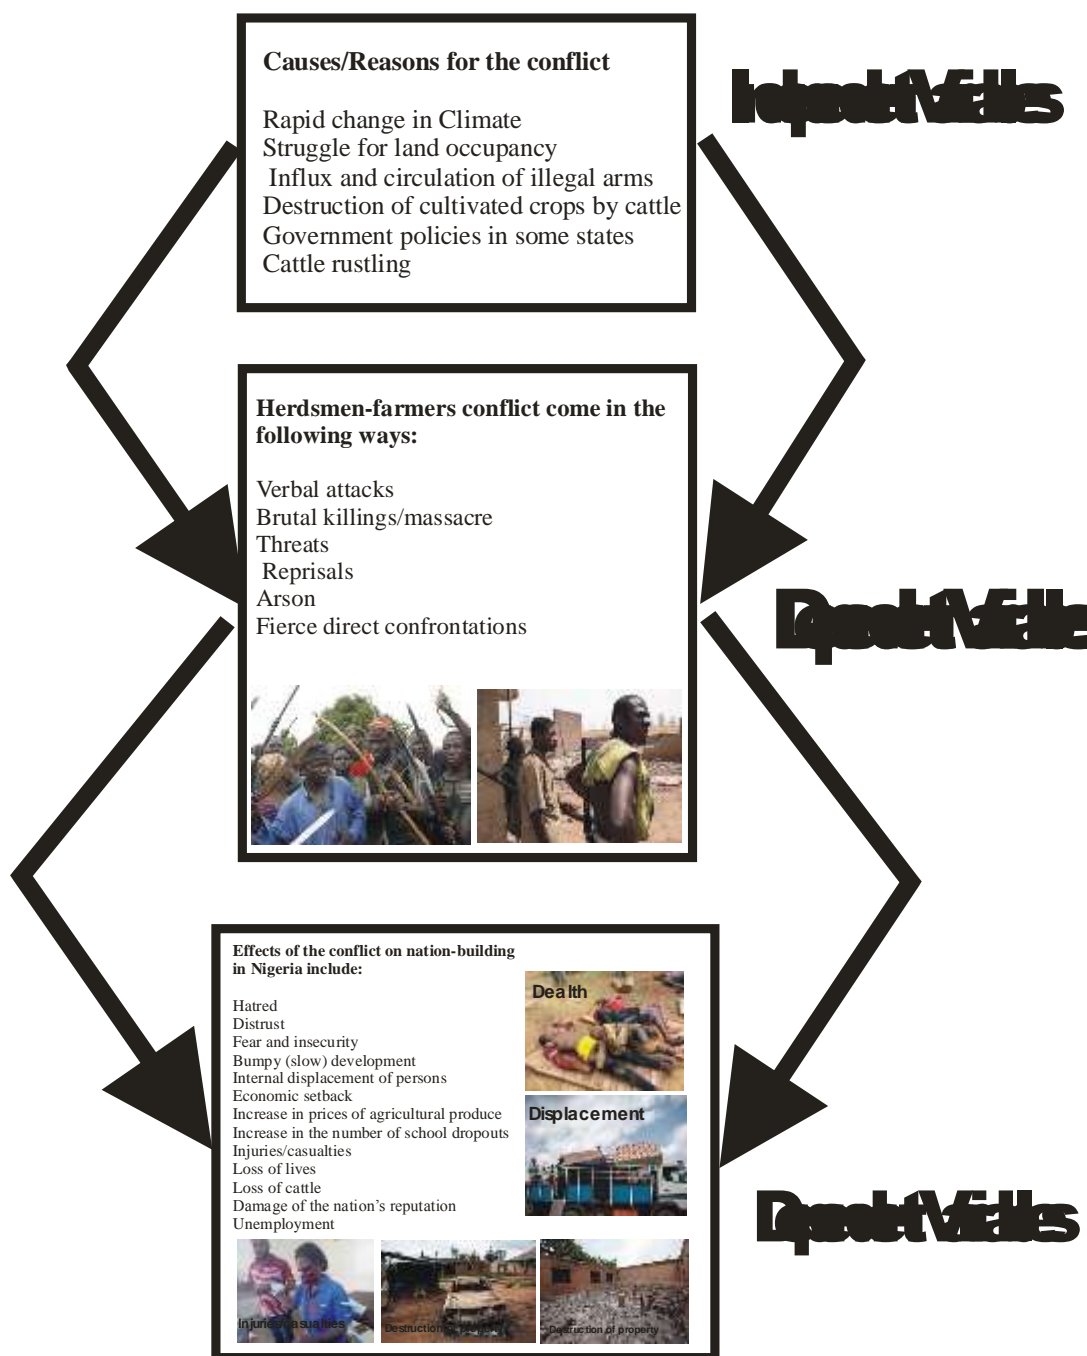 Causes/Reasons for the conflict
Rapid change in Climate
Struggle for land occupancy
Influx and circulation of illegal arms
Destruction of cultivated crops by cattle
Government policies in some states
Cattle rustling
Herdsmen-farmers conflict come in the
following ways:
Verbal attacks
Brutal killings/massacre
Threats
Reprisals
Arson
Fierce direct confrontations
Effects of the conflict on nation-building
in Nigeria include:
Hatred
Distrust
Fear and insecurity
Bumpy (slow) development
Internal displacement of persons
Economic setback
Increase in prices of agricultural produce
Increase in the number of school dropouts
Injuries/casualties
Loss of lives
Loss of cattle
Damage of the nation's reputation
Unemployment
Dealth
Displacement
Injuries/casualties
Destruction of property
Destruction of property